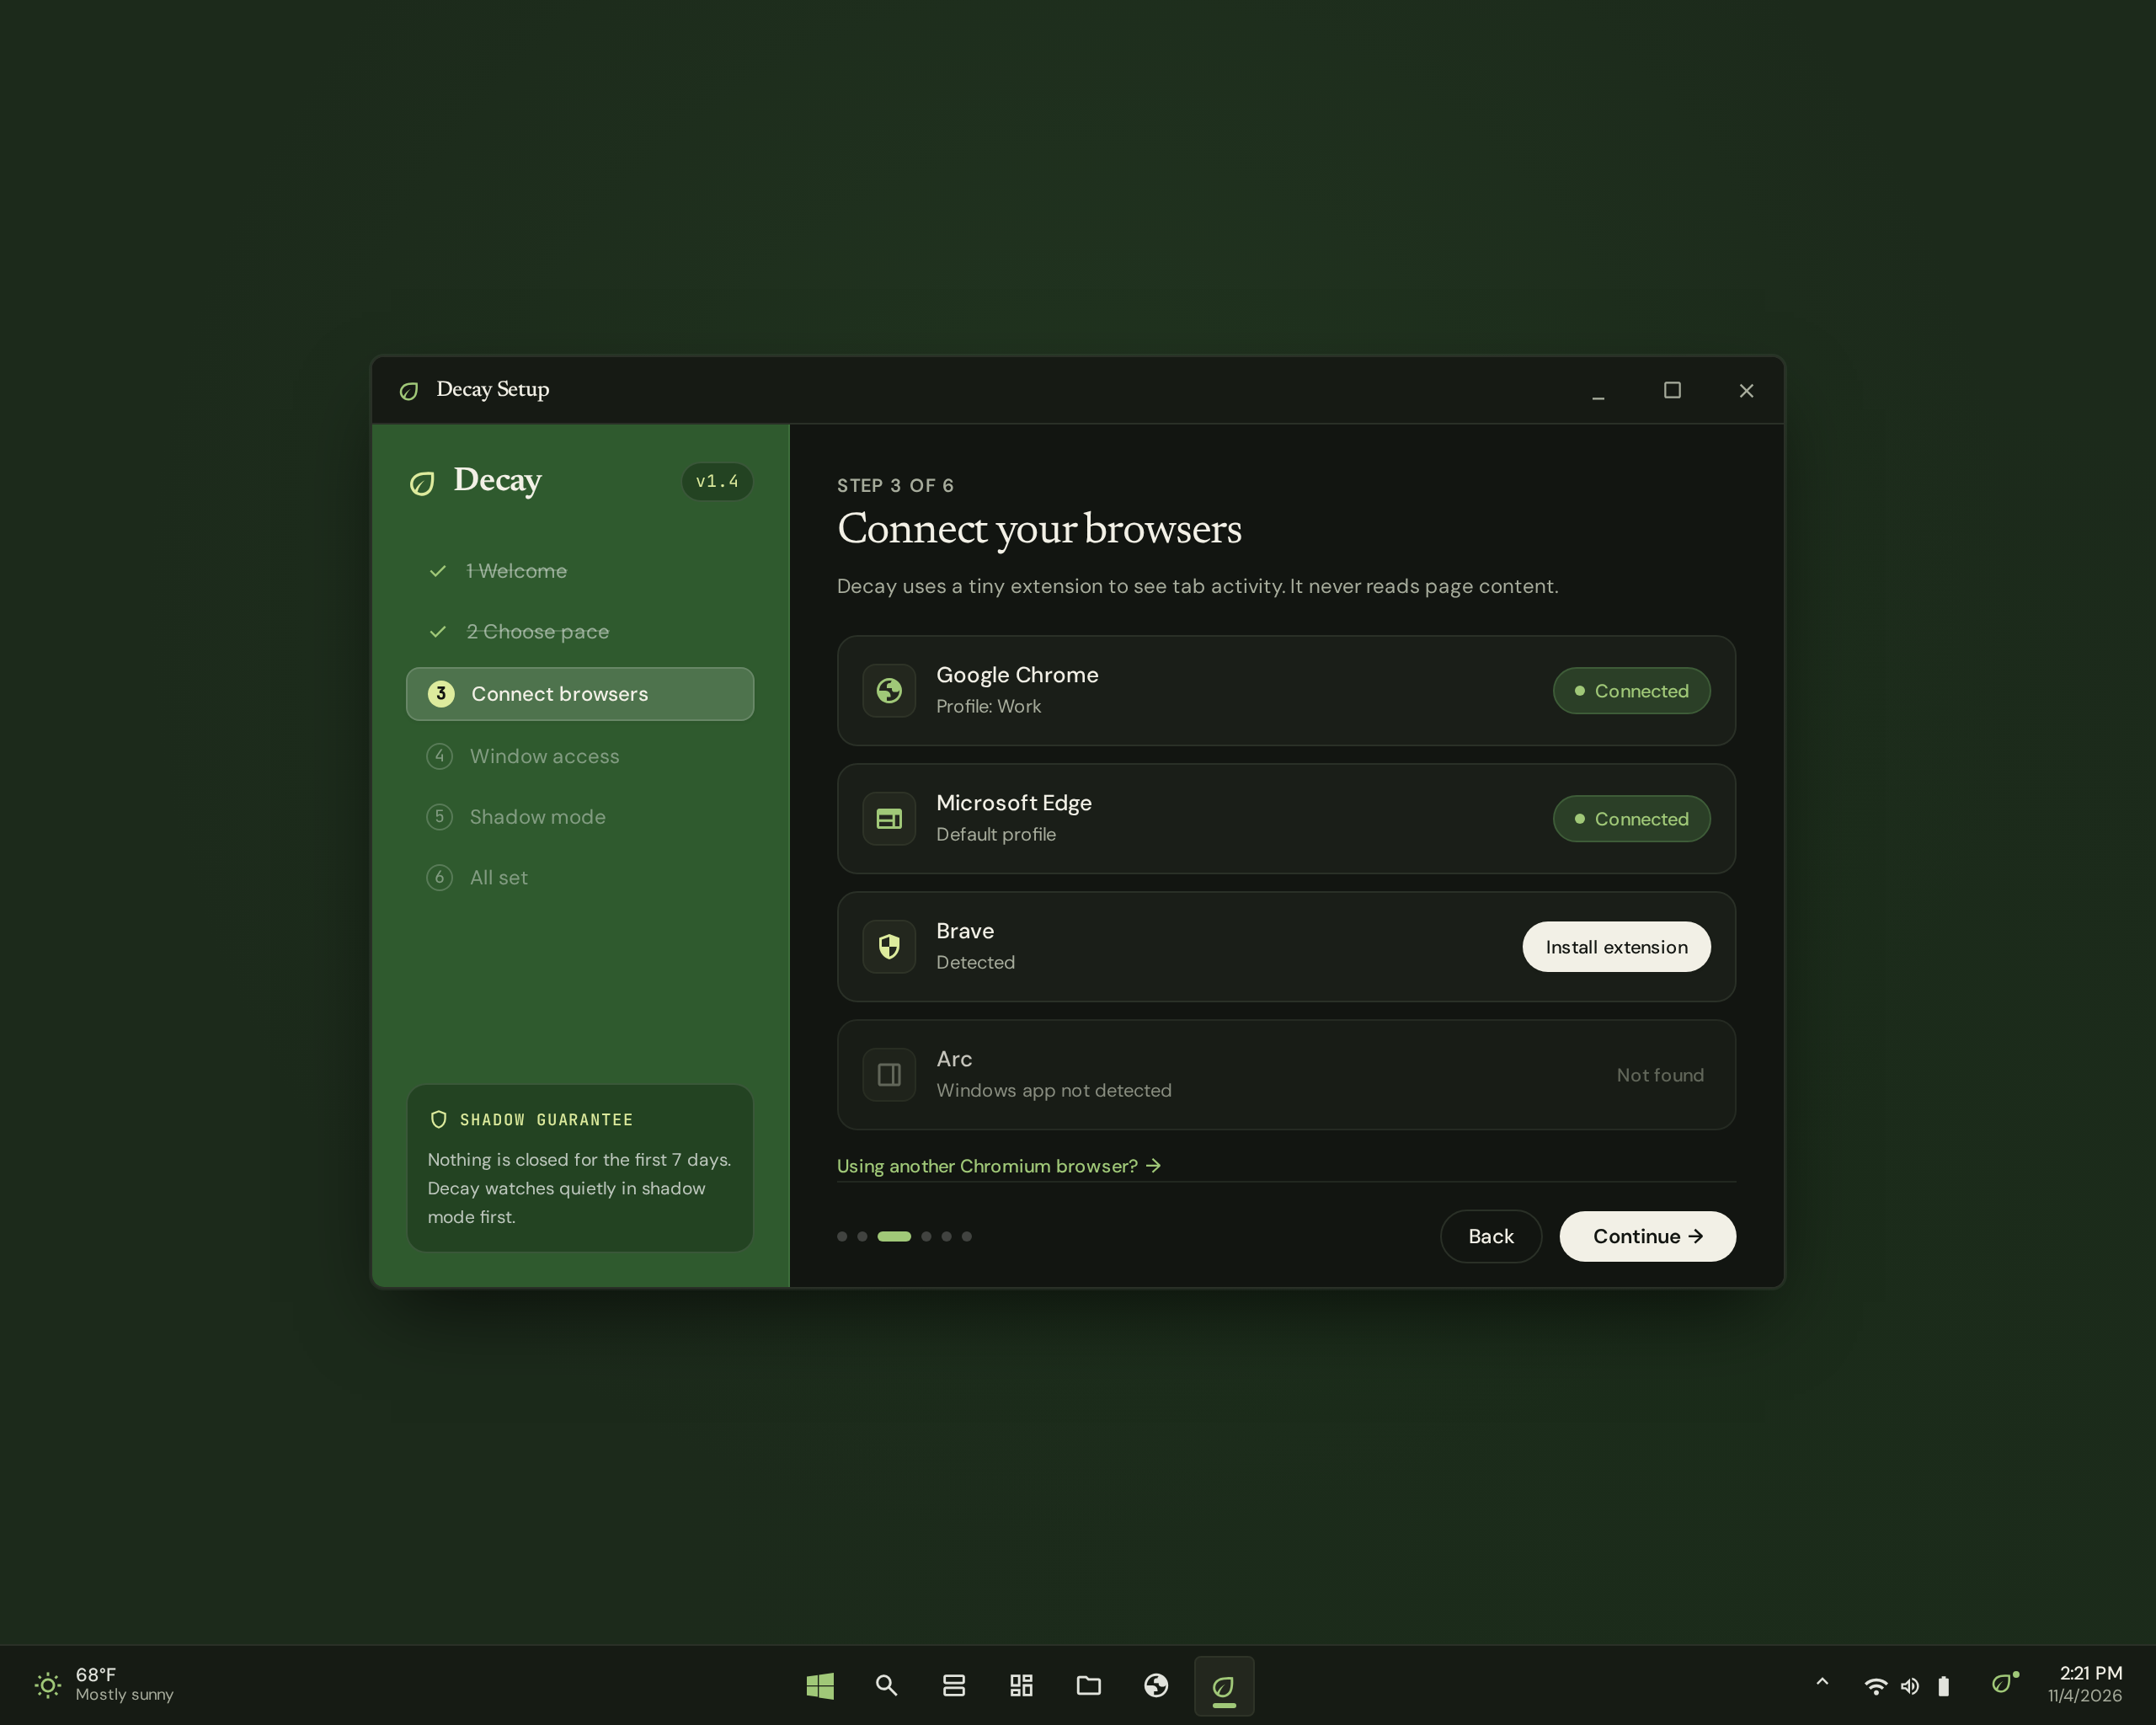 Decay Setup
Decay
v1.4
1 Welcome
2 Choose pace
3 Connect browsers
4 Window access
5 Shadow mode
6 All set
SHADOW GUARANTEE
Nothing is closed for the first 7 days.
Decay watches quietly in shadow
mode first.
STEP 3 OF 6
Connect your browsers
Decay uses a tiny extension to see tab activity. It never reads page content.
Google Chrome
Profile: Work
Connected
Microsoft Edge
Default profile
Connected
Brave
Detected
Install extension
Arc
Windows app not detected
Not found
Using another Chromium browser? →
Back
Continue →
68°F
Mostly sunny
2:21 PM
11/4/2026